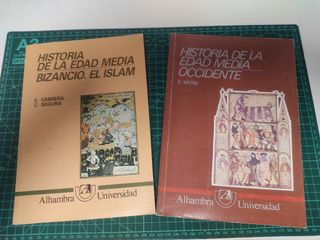 HISTORIA
DE LA EDAD MEDIA
BIZANCIO. EL ISLAM
E. CABRERA
C. SEGURA
Alhambra Universidad
HISTORIA DE LA
EDAD MEDIA
OCCIDENTE
E. MITRE
Alhambra Universidad
A2